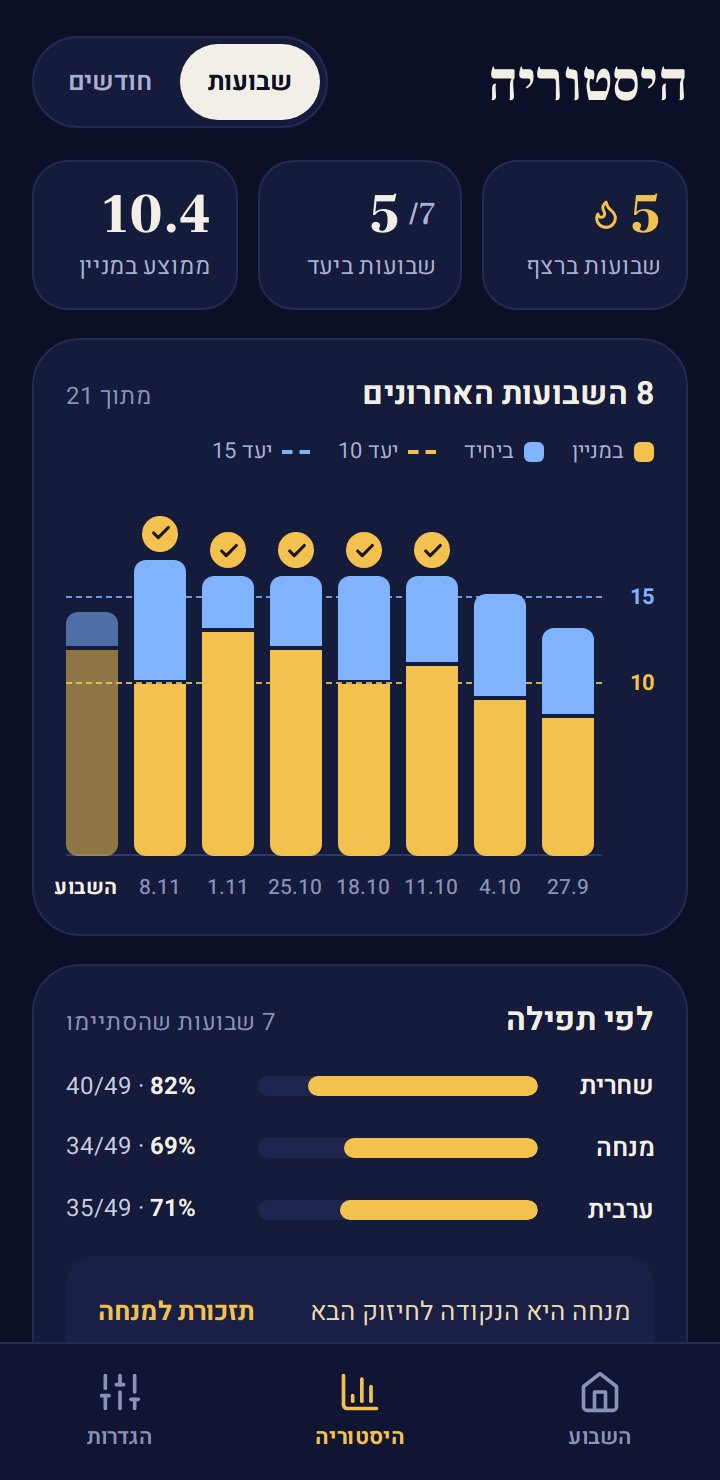 היסטוריה
שבועות חודשים
5
שבועות ברצף
5 /7
שבועות ביעד
10.4
ממוצע במניין
8 השבועות האחרונים
מתוך 21
במניין ביחיד יעד 10 יעד 15
15
10
27.9 4.10 11.10 18.10 25.10 1.11 8.11 השבוע
לפי תפילה
7 שבועות שהסתיימו
שחרית 40/49 · 82%
מנחה 34/49 · 69%
ערבית 35/49 · 71%
מנחה היא הנקודה לחיזוק הבא
תזכורת למנחה
השבוע היסטוריה הגדרות